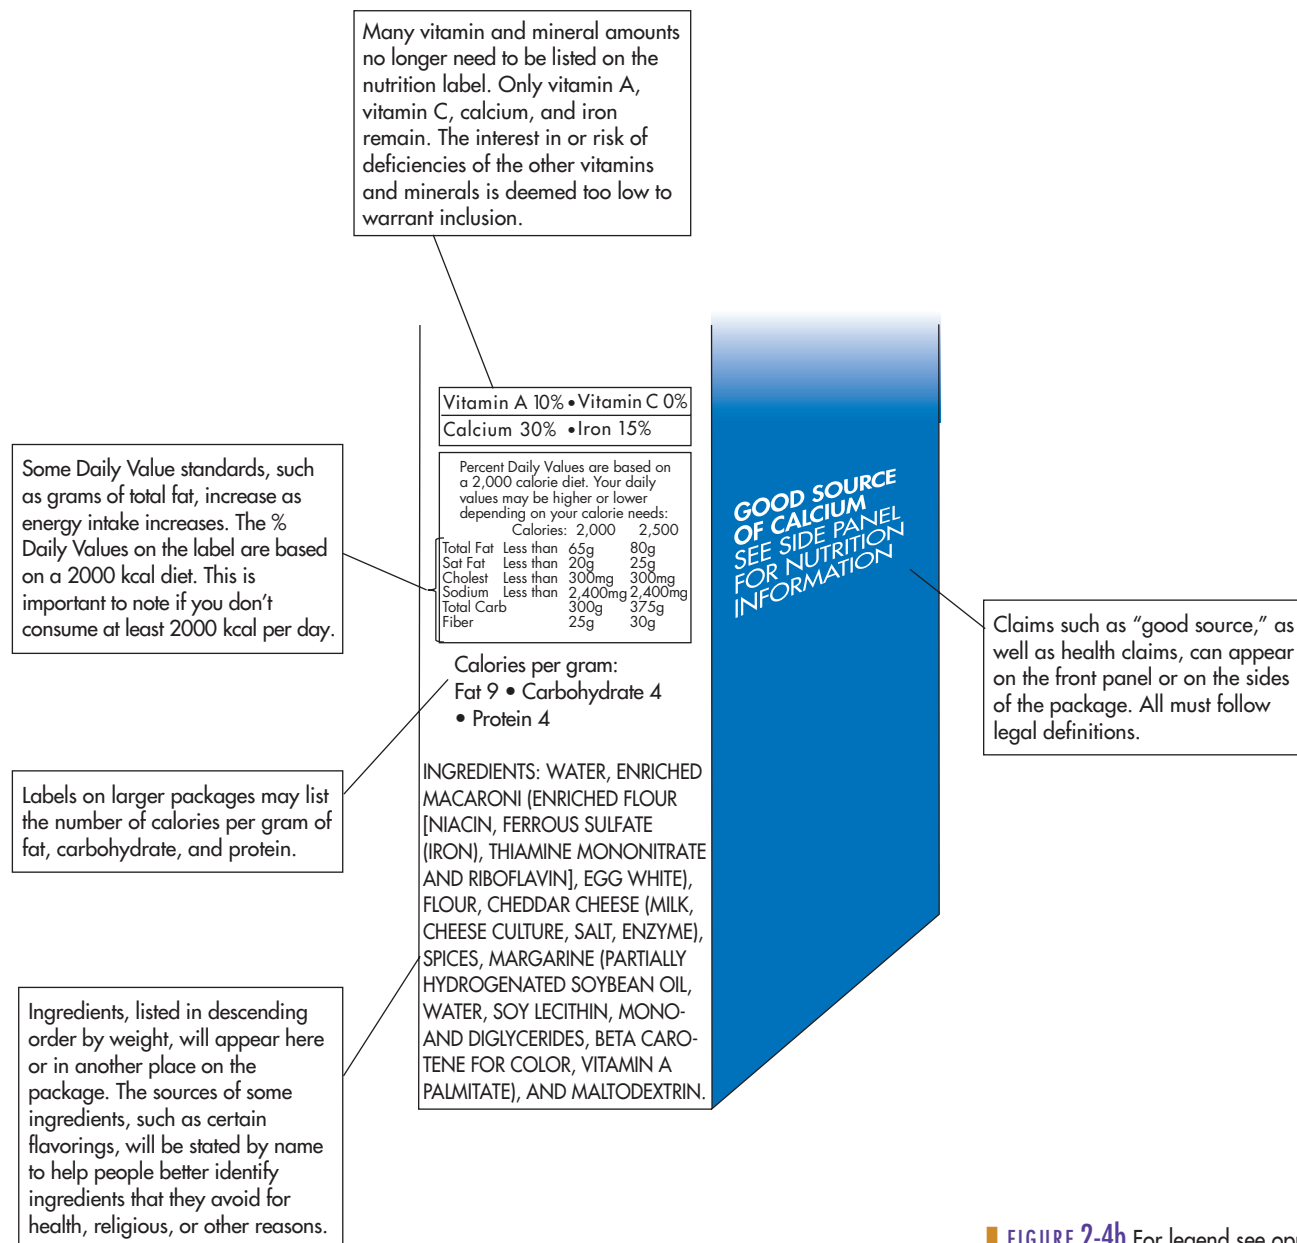 Many vitamin and mineral amounts
no longer need to be listed on the
nutrition label. Only vitamin A,
vitamin C, calcium, and iron
remain. The interest in or risk of
deficiencies of the other vitamins
and minerals is deemed too low to
warrant inclusion.
Vitamin A 10% • Vitamin C 0%
Calcium 30% • Iron 15%
Some Daily Value standards, such
as grams of total fat, increase as
energy intake increases. The %
Daily Values on the label are based
on a 2000 kcal diet. This is
important to note if you don't
consume at least 2000 kcal per day.
Percent Daily Values are based on
a 2,000 calorie diet. Your daily
values may be higher or lower
depending on your calorie needs:
Calories: 2,000 2,500
Total Fat Less than 65g 80g
Sat Fat Less than 20g 25g
Cholest Less than 300mg 300mg
Sodium Less than 2,400mg 2,400mg
Total Carb 300g 375g
Fiber 25g 30g
GOOD SOURCE
OF CALCIUM
SEE SIDE PANEL
FOR NUTRITION
INFORMATION
Claims such as “good source,” as
well as health claims, can appear
on the front panel or on the sides
of the package. All must follow
legal definitions.
Calories per gram:
Fat 9 • Carbohydrate 4
• Protein 4
Labels on larger packages may list
the number of calories per gram of
fat, carbohydrate, and protein.
INGREDIENTS: WATER, ENRICHED
MACARONI (ENRICHED FLOUR
[NIACIN, FERROUS SULFATE
(IRON), THIAMINE MONONITRATE
AND RIBOFLAVIN], EGG WHITE),
FLOUR, CHEDDAR CHEESE (MILK,
CHEESE CULTURE, SALT, ENZYME),
SPICES, MARGARINE (PARTIALLY
HYDROGENATED SOYBEAN OIL,
WATER, SOY LECITHIN, MONO-
AND DIGLYCERIDES, BETA CARO-
TENE FOR COLOR, VITAMIN A
PALMITATE), AND MALTODEXTRIN.
Ingredients, listed in descending
order by weight, will appear here
or in another place on the
package. The sources of some
ingredients, such as certain
flavorings, will be stated by name
to help people better identify
ingredients that they avoid for
health, religious, or other reasons.
FIGURE 2-4b For legend see